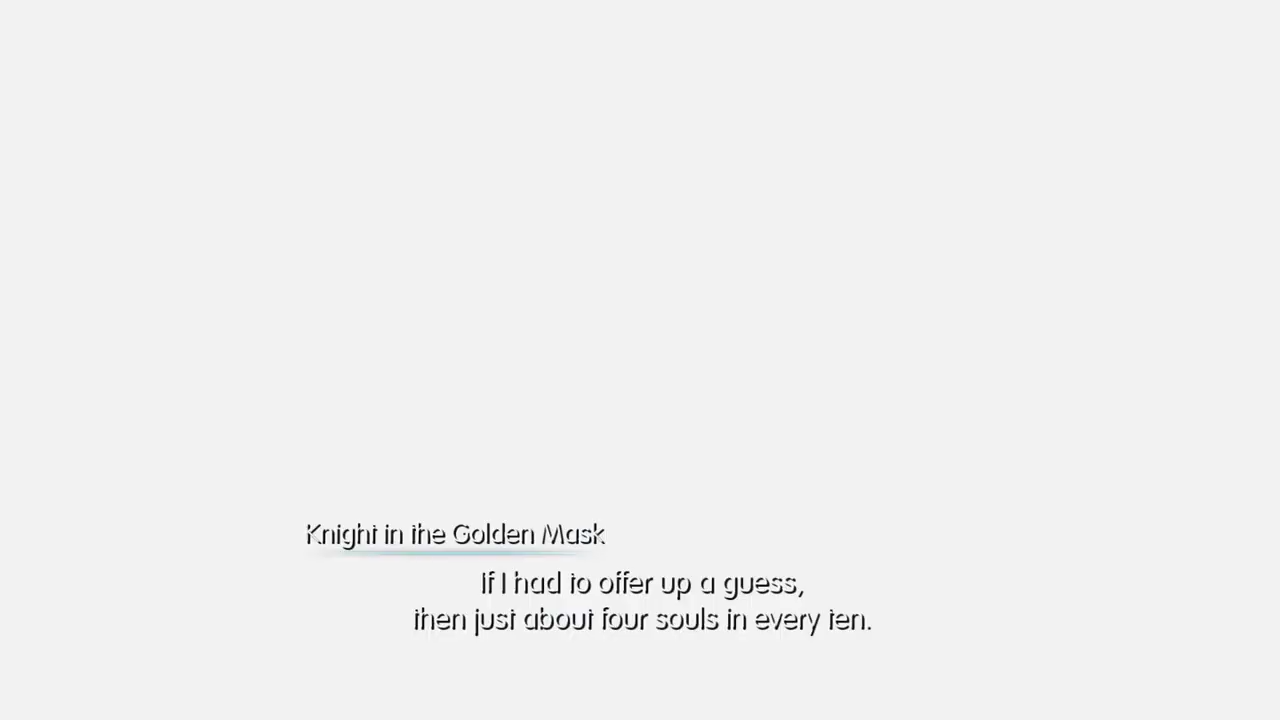 Knight in the Golden Mask
If I had to offer up a guess,
then just about four souls in every ten.